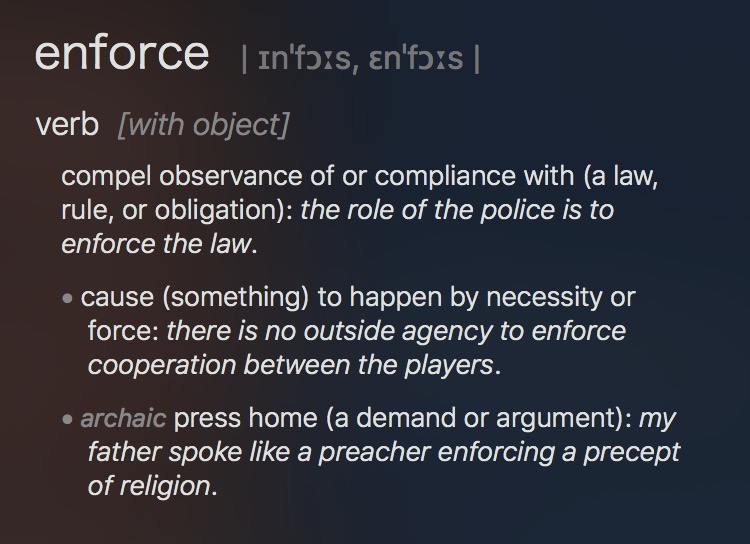 enforce | ɪnˈfɔːs, ɛnˈfɔːs |
verb [with object]
compel observance of or compliance with (a law,
rule, or obligation): the role of the police is to
enforce the law.
• cause (something) to happen by necessity or
force: there is no outside agency to enforce
cooperation between the players.
• archaic press home (a demand or argument): my
father spoke like a preacher enforcing a precept
of religion.